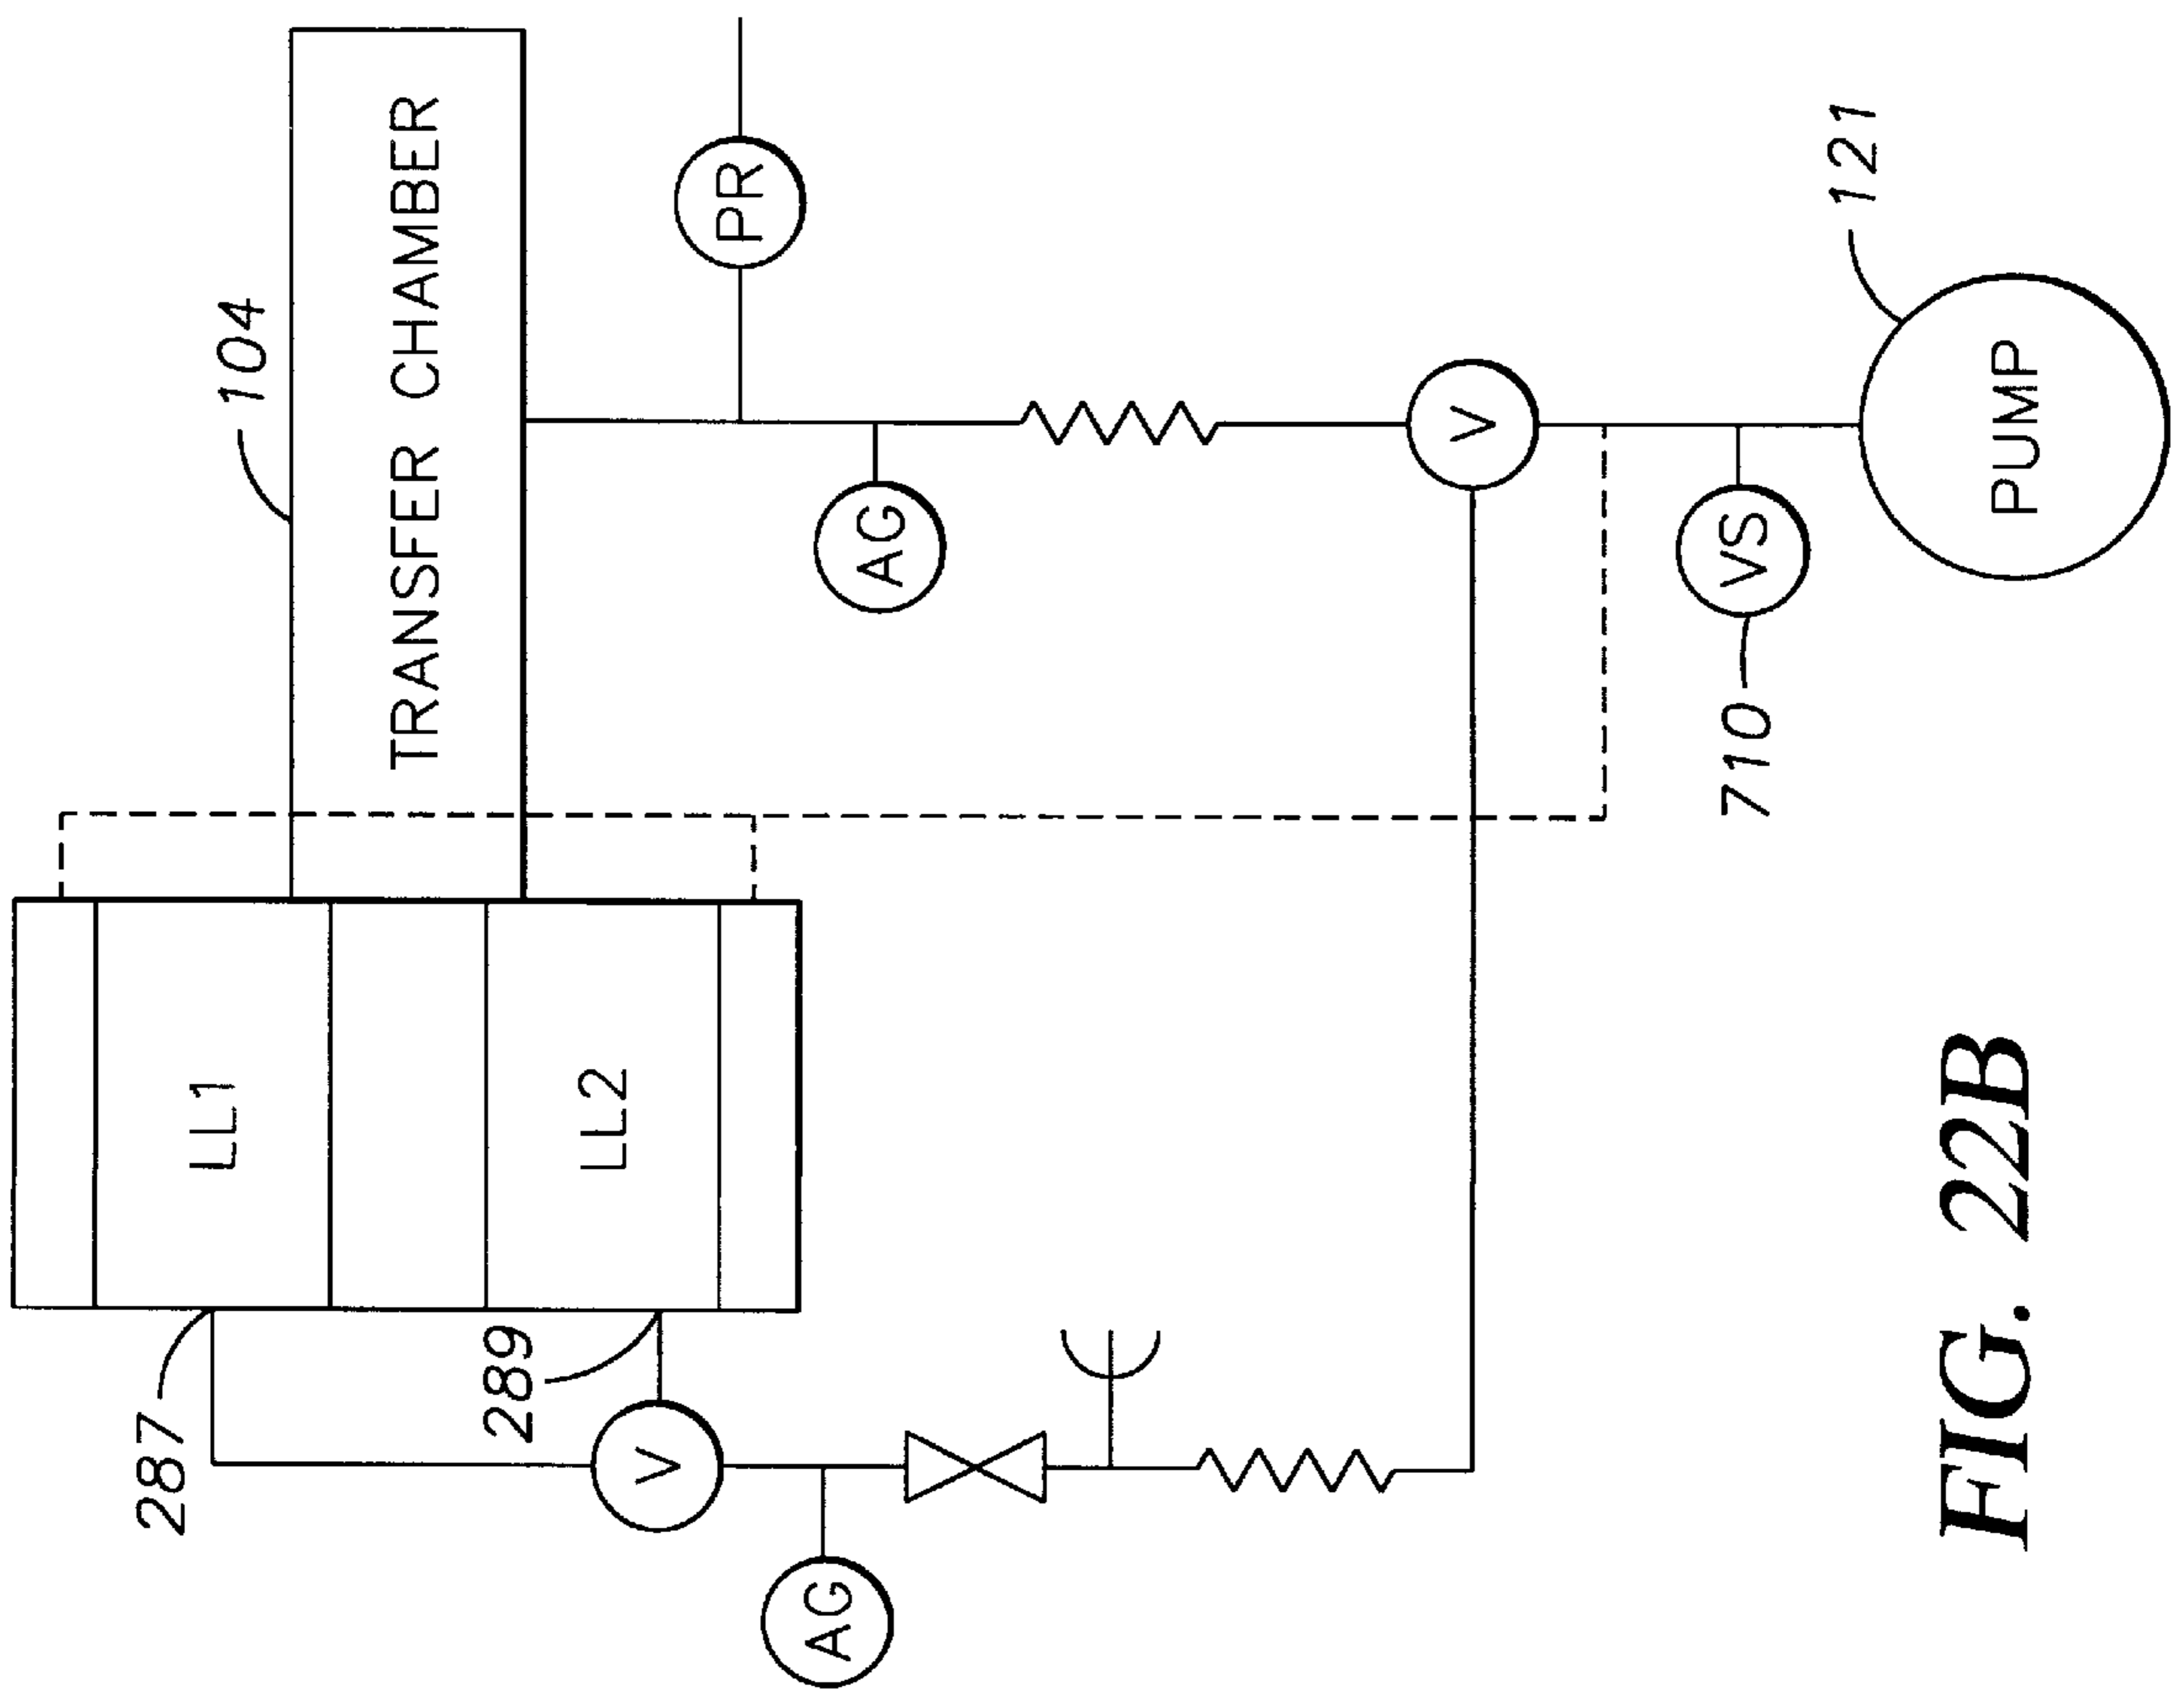 104
TRANSFER CHAMBER
PR
AG
LL1
LL2
287
289
V
AG
V
VS
710
121
PUMP
FIG. 22B